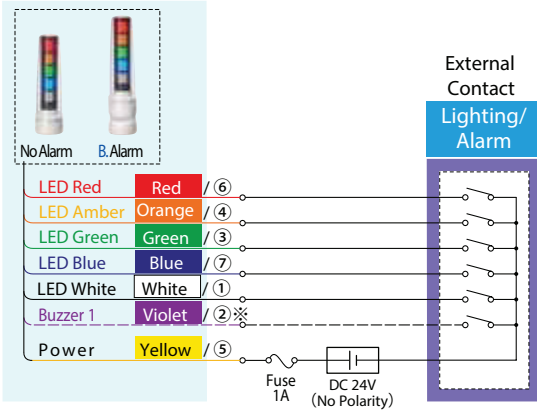 No Alarm
B.Alarm
External
Contact
Lighting/
Alarm
LED Red Red /⑥
LED Amber Orange /④
LED Green Green /③
LED Blue Blue /⑦
LED White White /①
Buzzer 1 Violet /②※
Power Yellow /⑤
Fuse
1A
DC 24V
(No Polarity)